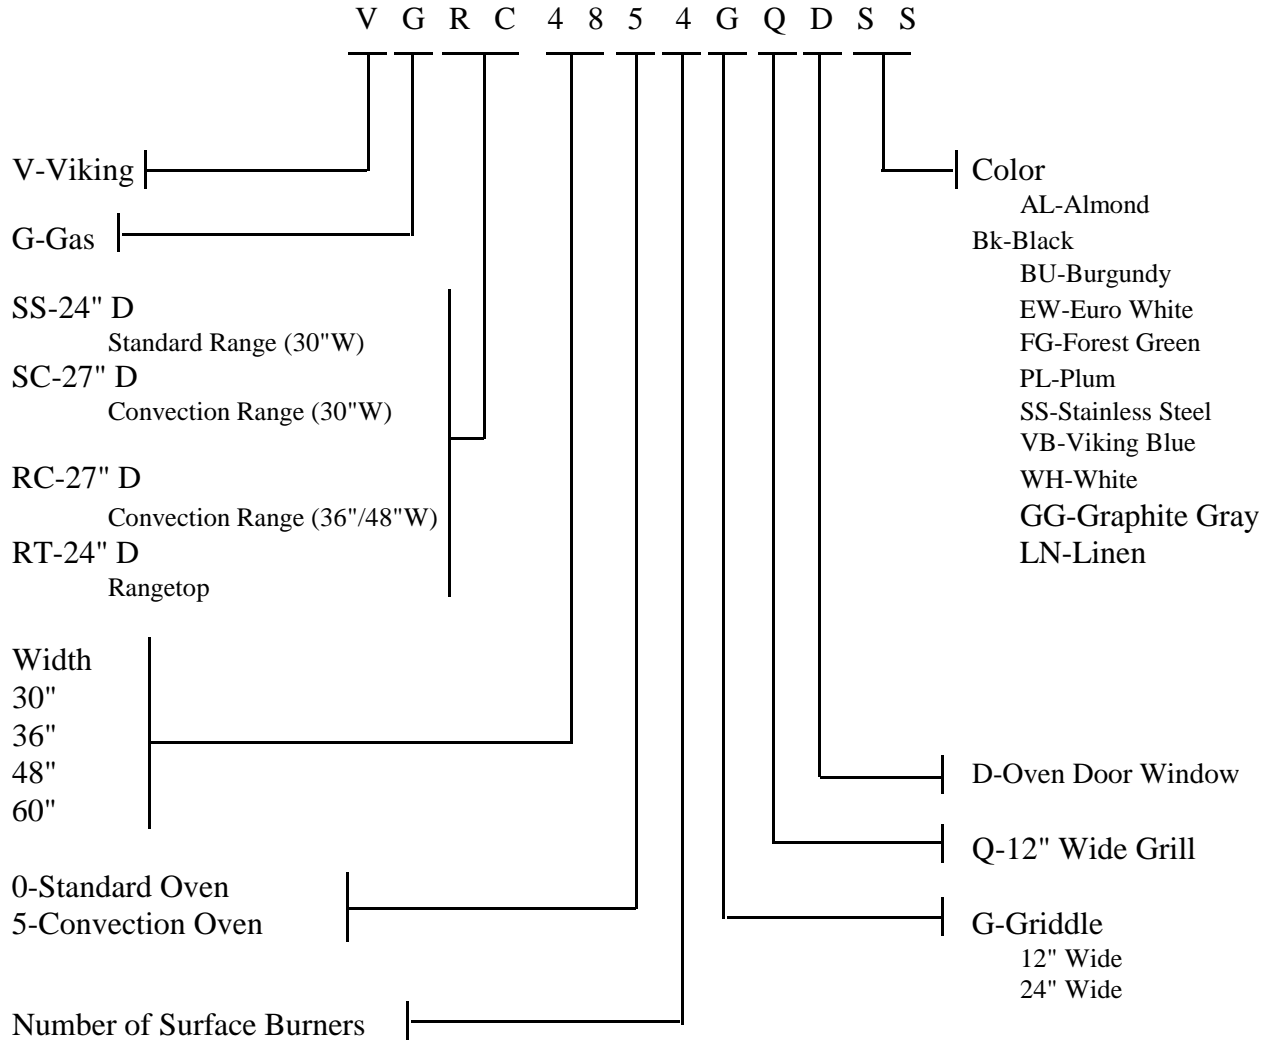 V G R C 4 8 5 4 G Q D S S
V-Viking
G-Gas
SS-24" D
Standard Range (30"W)
SC-27" D
Convection Range (30"W)
RC-27" D
Convection Range (36"/48"W)
RT-24" D
Rangetop
Width
30"
36"
48"
60"
0-Standard Oven
5-Convection Oven
Number of Surface Burners
Color
AL-Almond
Bk-Black
BU-Burgundy
EW-Euro White
FG-Forest Green
PL-Plum
SS-Stainless Steel
VB-Viking Blue
WH-White
GG-Graphite Gray
LN-Linen
D-Oven Door Window
Q-12" Wide Grill
G-Griddle
12" Wide
24" Wide